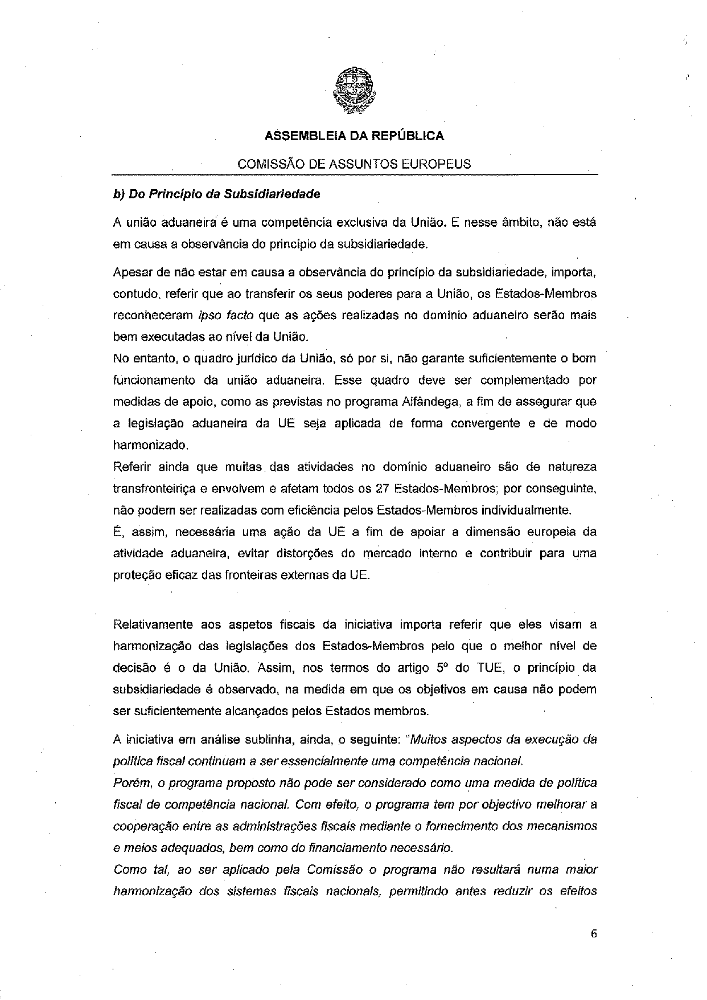 ASSEMBLEIA DA REPÚBLICA
COMISSÃO DE ASSUNTOS EUROPEUS
b) Do Princípio da Subsidiariedade
A união aduaneira é uma competência exclusiva da União. E nesse âmbito, não está
em causa a observância do princípio da subsidiariedade.
Apesar de não estar em causa a observância do princípio da subsidiariedade, importa,
contudo, referir que ao transferir os seus poderes para a União, os Estados-Membros
reconheceram ipso facto que as ações realizadas no domínio aduaneiro serão mais
bem executadas ao nível da União.
No entanto, o quadro jurídico da União, só por si, não garante suficientemente o bom
funcionamento da união aduaneira. Esse quadro deve ser complementado por
medidas de apoio, como as previstas no programa Alfândega, a fim de assegurar que
a legislação aduaneira da UE seja aplicada de forma convergente e de modo
harmonizado.
Referir ainda que muitas das atividades no domínio aduaneiro são de natureza
transfronteiriça e envolvem e afetam todos os 27 Estados-Membros; por conseguinte,
não podem ser realizadas com eficiência pelos Estados-Membros individualmente.
É, assim, necessária uma ação da UE a fim de apoiar a dimensão europeia da
atividade aduaneira, evitar distorções do mercado interno e contribuir para uma
proteção eficaz das fronteiras externas da UE.
Relativamente aos aspetos fiscais da iniciativa importa referir que eles visam a
harmonização das legislações dos Estados-Membros pelo que o melhor nível de
decisão é o da União. Assim, nos termos do artigo 5º do TUE, o princípio da
subsidiariedade é observado, na medida em que os objetivos em causa não podem
ser suficientemente alcançados pelos Estados membros.
A iniciativa em análise sublinha, ainda, o seguinte: "Muitos aspectos da execução da
política fiscal continuam a ser essencialmente uma competência nacional.
Porém, o programa proposto não pode ser considerado como uma medida de política
fiscal de competência nacional. Com efeito, o programa tem por objectivo melhorar a
cooperação entre as administrações fiscais mediante o fornecimento dos mecanismos
e meios adequados, bem como do financiamento necessário.
Como tal, ao ser aplicado pela Comissão o programa não resultará numa maior
harmonização dos sistemas fiscais nacionais, permitindo antes reduzir os efeitos
6